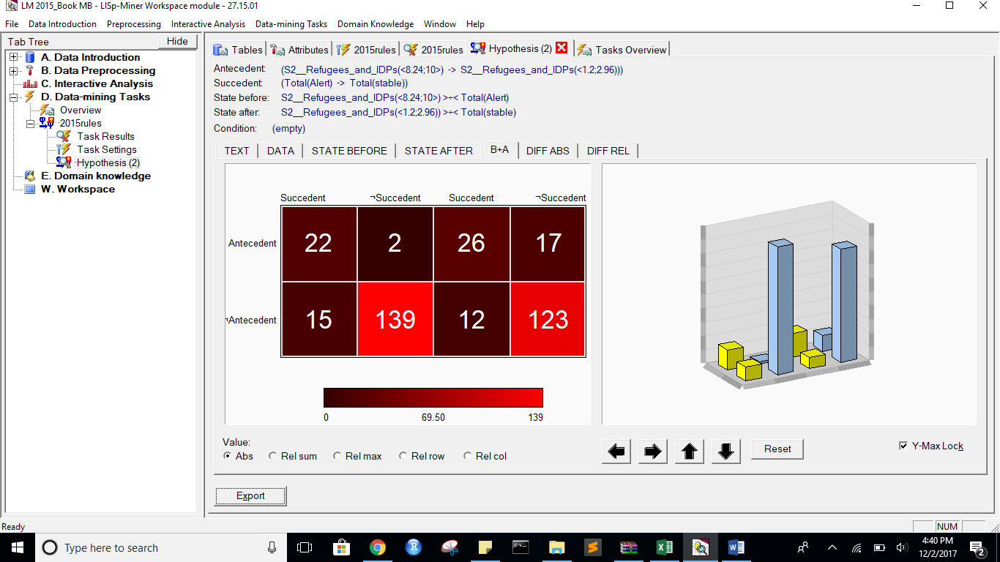 LM 2015_Book MB - LISp-Miner Workspace module - 27.15.01
File Data Introduction Preprocessing Interactive Analysis Data-mining Tasks Domain Knowledge Window Help
Tab Tree Hide
A. Data Introduction
B. Data Preprocessing
C. Interactive Analysis
D. Data-mining Tasks
Overview
·2015rules
Task Results
Task Settings
·Hypothesis (2)
E. Domain knowledge
W. Workspace
Tables Attributes 2015rules 2015rules Hypothesis (2) Tasks Overview
Antecedent: (S2__Refugees_and_IDPs(<8.24;10>) -> S2__Refugees_and_IDPs(<1.2;2.96)))
Succedent: (Total(Alert) -> Total(stable))
State before: S2__Refugees_and_IDPs(<8.24;10>) >÷< Total(Alert)
State after: S2__Refugees_and_IDPs(<1.2;2.96)) >÷< Total(stable)
Condition: (empty)
TEXT DATA STATE BEFORE STATE AFTER B+A DIFF ABS DIFF REL
Succedent ¬Succedent Succedent ¬Succedent
Antecedent 22 2 26 17
¬Antecedent 15 139 12 123
0 69.50 139
Value:
Abs Rel sum Rel max Rel row Rel col
Reset
Y-Max Lock
Export
Ready
NUM
Type here to search
4:40 PM
12/2/2017
2